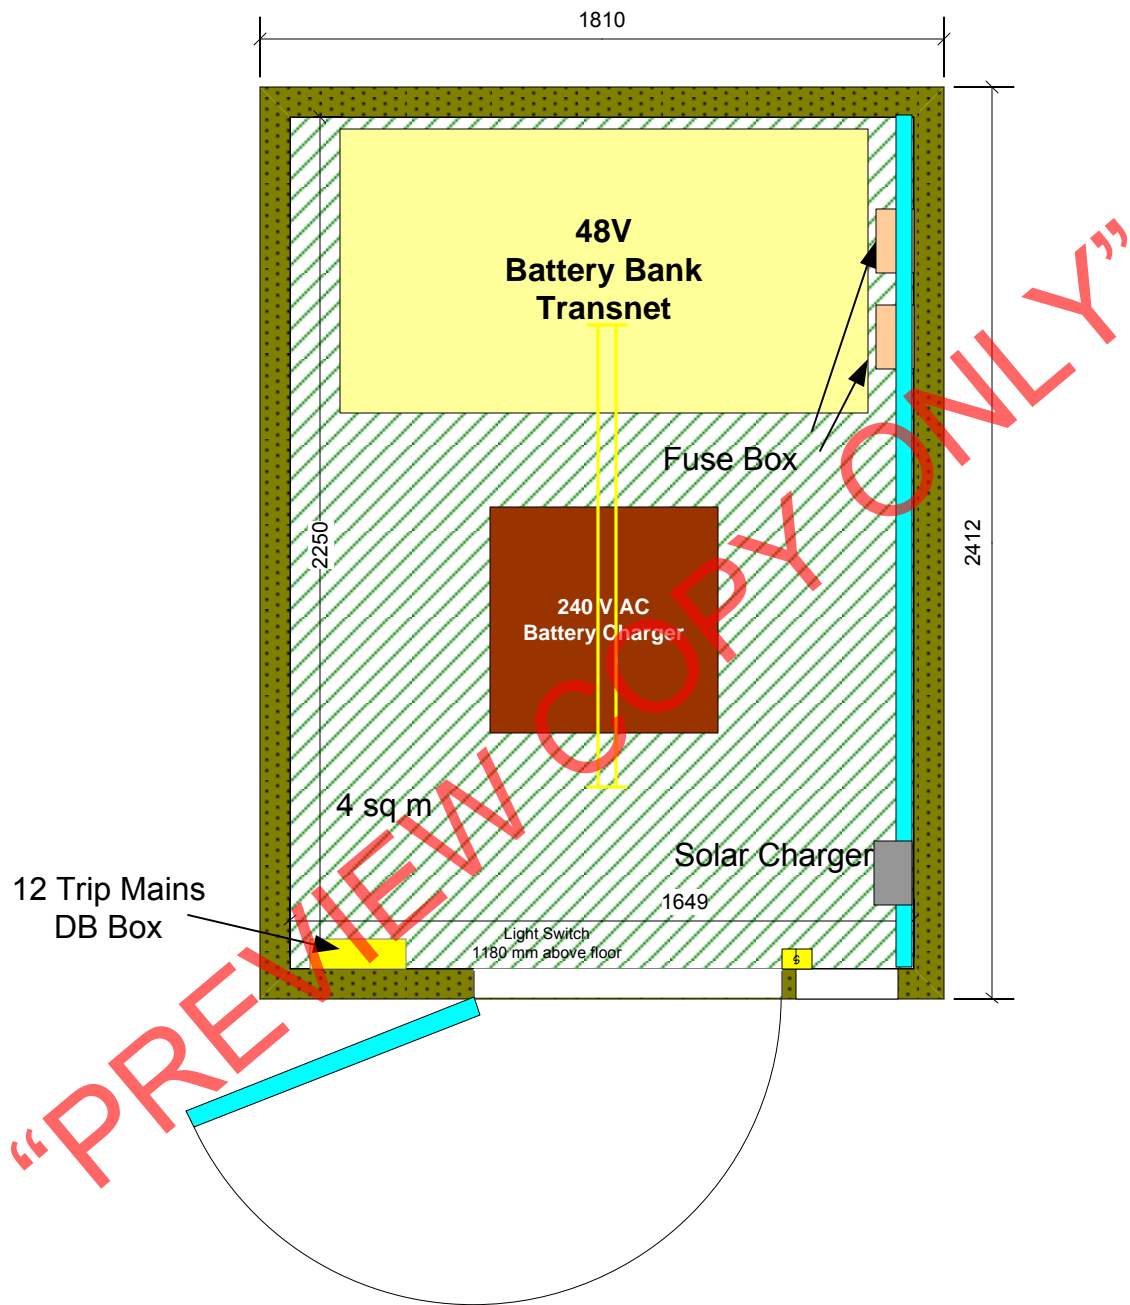 1810
48V
Battery Bank
Transnet
Fuse Box
2250
2412
240 V AC
Battery Charger
4 sq m
Solar Charger
12 Trip Mains
DB Box
1649
Light Switch
1180 mm above floor
S
“PREVIEW COPY ONLY”